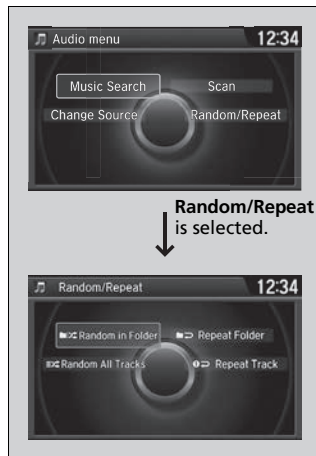 Audio menu 12:34
Music Search Scan
Change Source Random/Repeat
Random/Repeat
is selected.
Random/Repeat 12:34
Random in Folder Repeat Folder
Random All Tracks Repeat Track